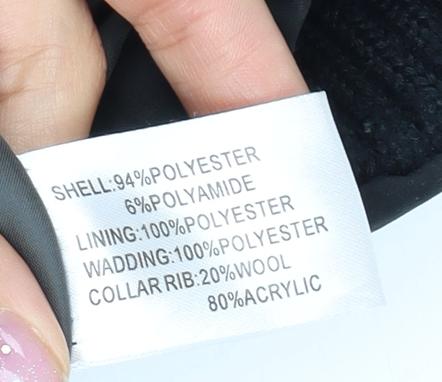 SHELL:94%POLYESTER
6%POLYAMIDE
LINING:100%POLYESTER
WADDING:100%POLYESTER
COLLAR RIB:20%WOOL
80%ACRYLIC